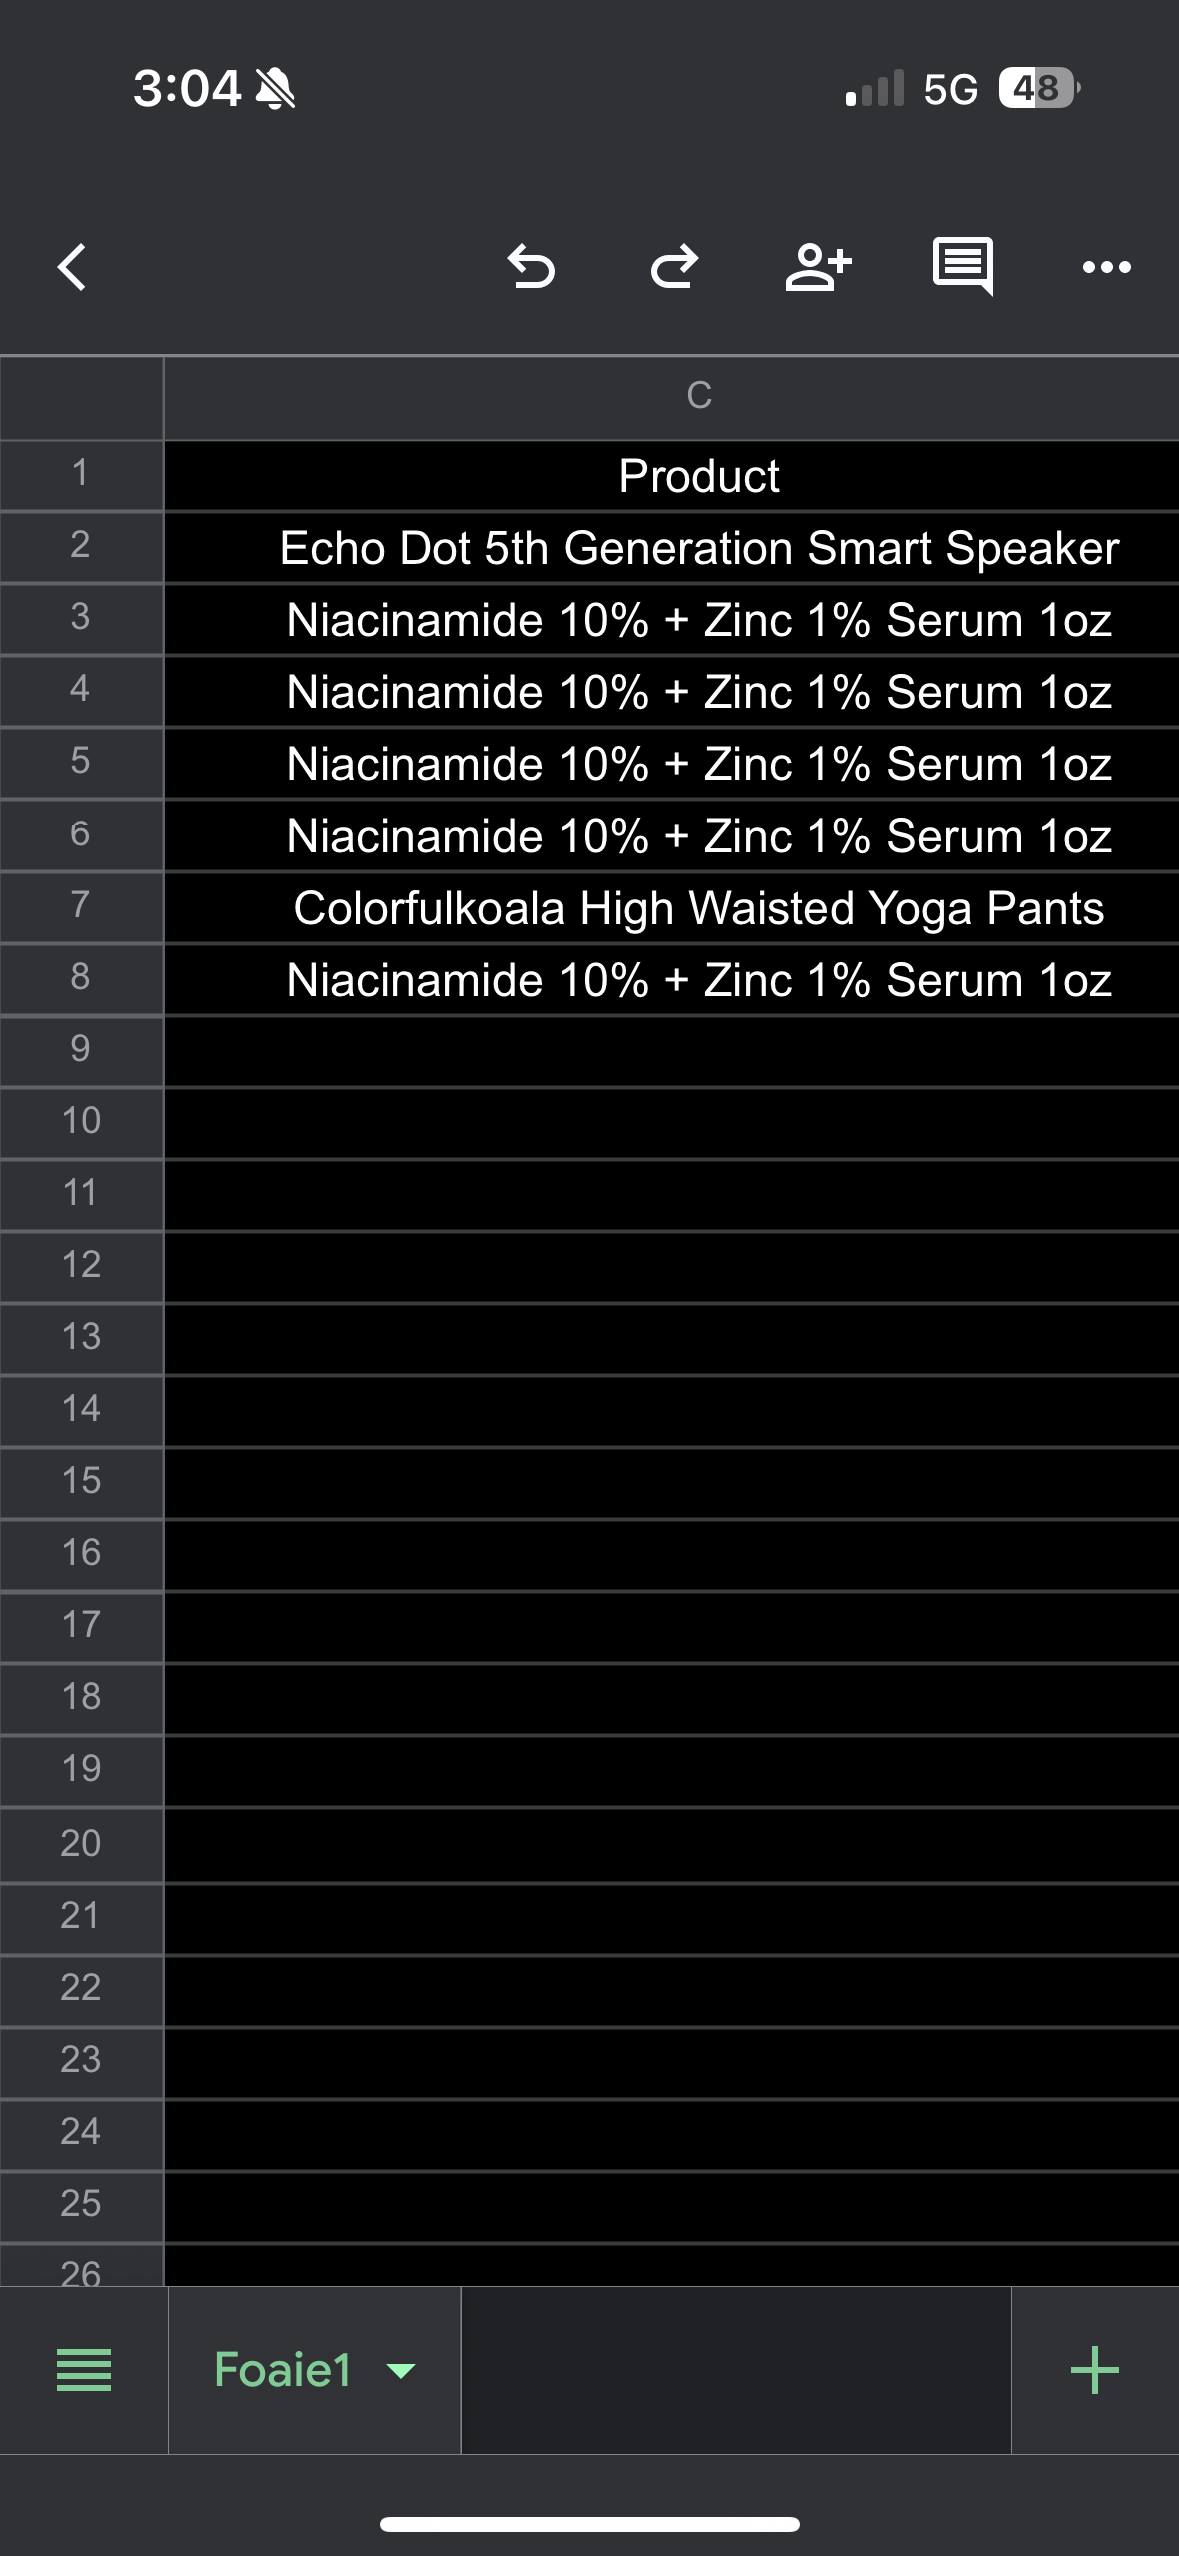 3:04 5G 48
C
1 Product
2 Echo Dot 5th Generation Smart Speaker
3 Niacinamide 10% + Zinc 1% Serum 1oz
4 Niacinamide 10% + Zinc 1% Serum 1oz
5 Niacinamide 10% + Zinc 1% Serum 1oz
6 Niacinamide 10% + Zinc 1% Serum 1oz
7 Colorfulkoala High Waisted Yoga Pants
8 Niacinamide 10% + Zinc 1% Serum 1oz
9
10
11
12
13
14
15
16
17
18
19
20
21
22
23
24
25
26
Foaie1